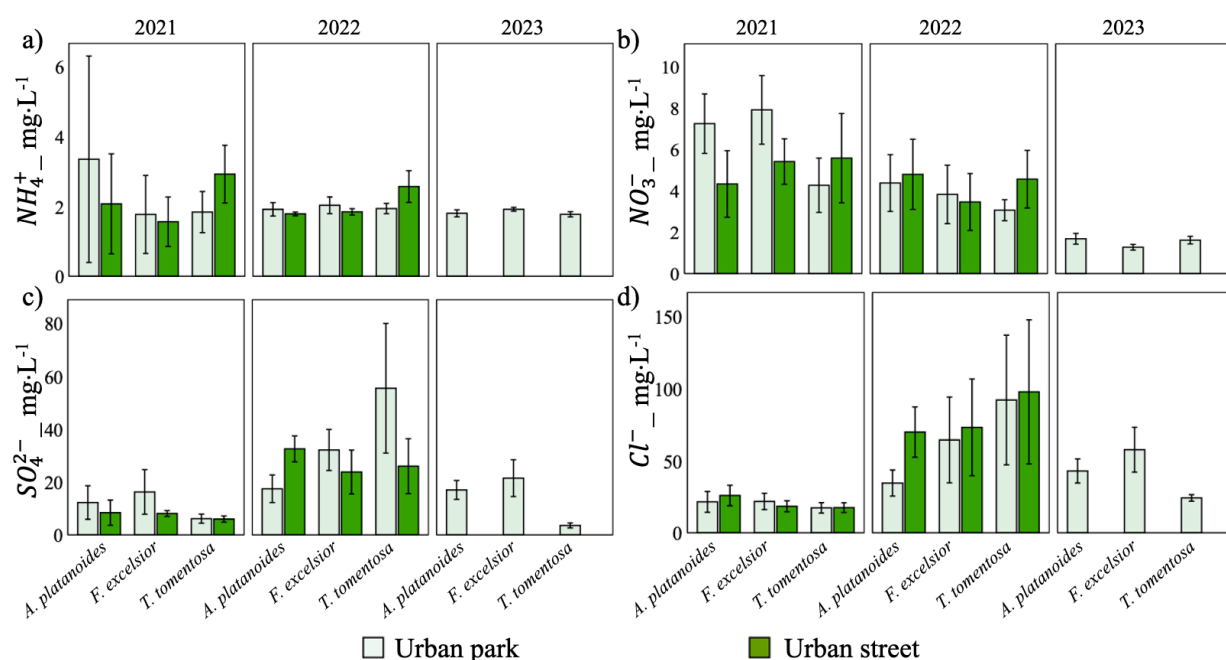 a) 2021 2022 2023
NH₄⁺_ mg·L⁻¹
6
4
2
0
b) 2021 2022 2023
NO₃⁻_ mg·L⁻¹
10
8
6
4
2
0
c)
SO₄²⁻_ mg·L⁻¹
80
60
40
20
0
A. platanoides F. excelsior T. tomentosa A. platanoides F. excelsior T. tomentosa A. platanoides F. excelsior T. tomentosa
d)
Cl⁻_ mg·L⁻¹
150
100
50
0
A. platanoides F. excelsior T. tomentosa A. platanoides F. excelsior T. tomentosa A. platanoides F. excelsior T. tomentosa
Urban park Urban street